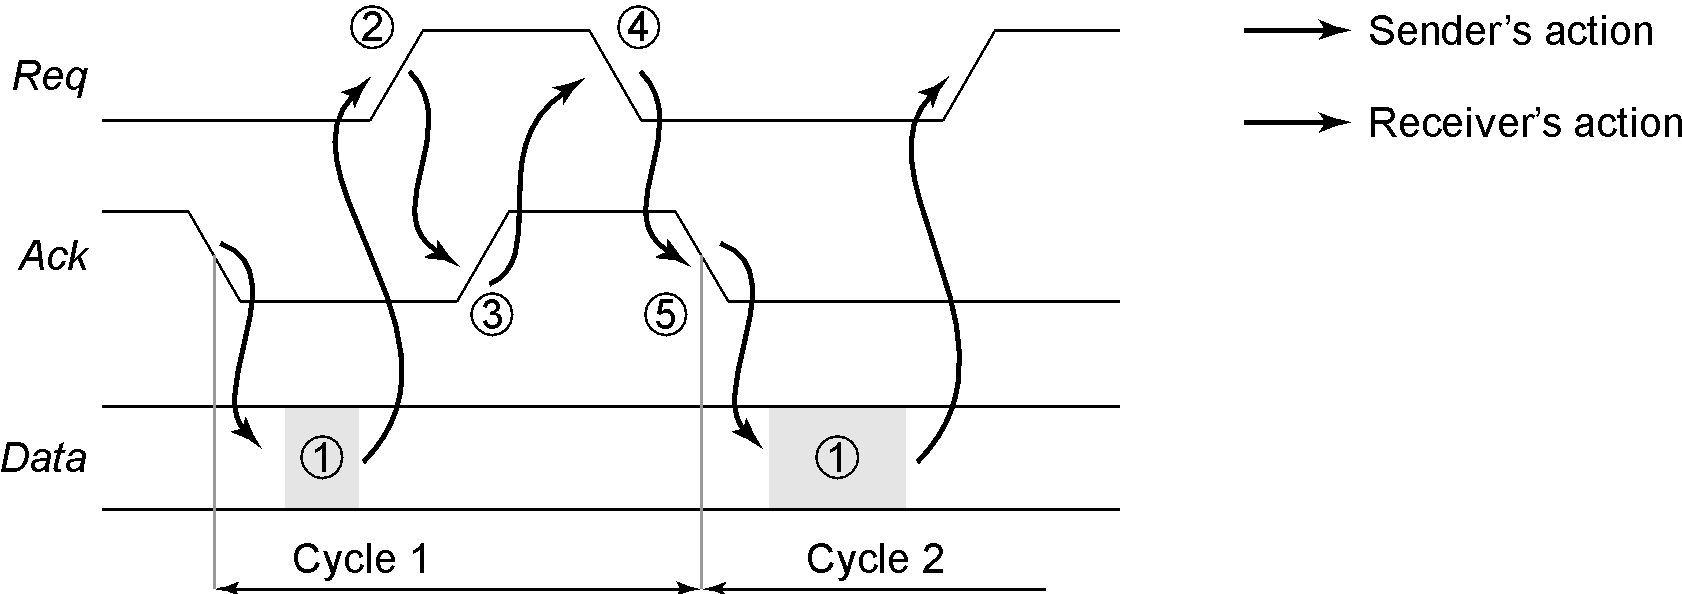 ② ④ Sender's action
Req
Receiver's action
Ack
③ ⑤
Data ① ①
Cycle 1 Cycle 2